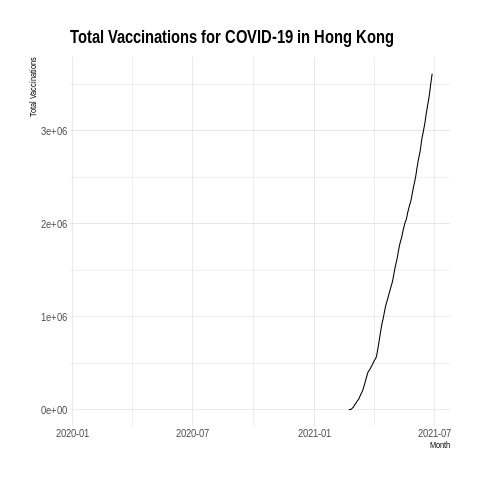 Total Vaccinations for COVID-19 in Hong Kong
Total Vaccinations
3e+06
2e+06
1e+06
0e+00
2020-01 2020-07 2021-01 2021-07
Month